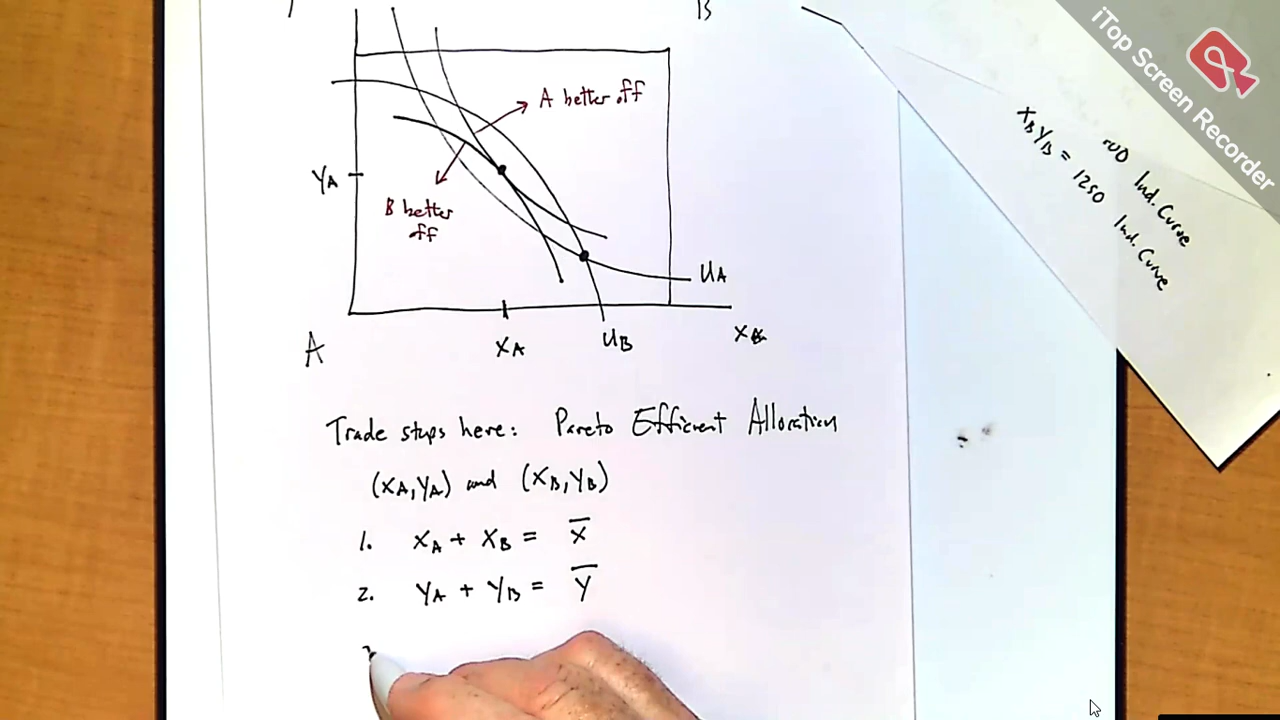 B
A better off
YA
B better
off
UA
A
XA
UB
Trade stops here: Pareto Efficient Allocation
(XA,YA) and (XB,YB)
1. XA + XB = X̅
2. YA + YB = Y̅
Ind. Curve
XBYB = 1250 Ind. Curve
iTop Screen Recorder